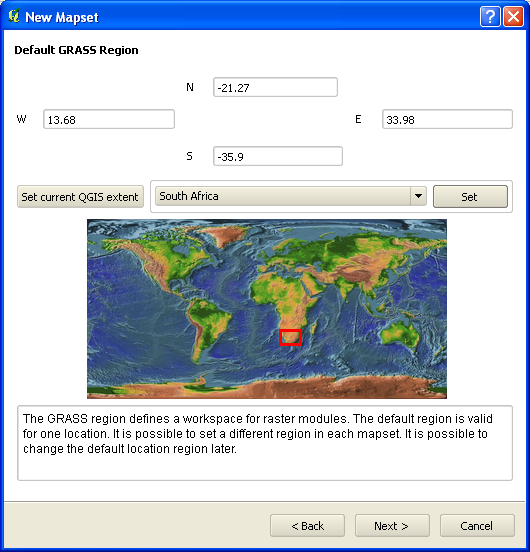 New Mapset
Default GRASS Region
N -21.27
W 13.68 E 33.98
S -35.9
Set current QGIS extent South Africa Set
The GRASS region defines a workspace for raster modules. The default region is valid
for one location. It is possible to set a different region in each mapset. It is possible to
change the default location region later.
< Back Next > Cancel